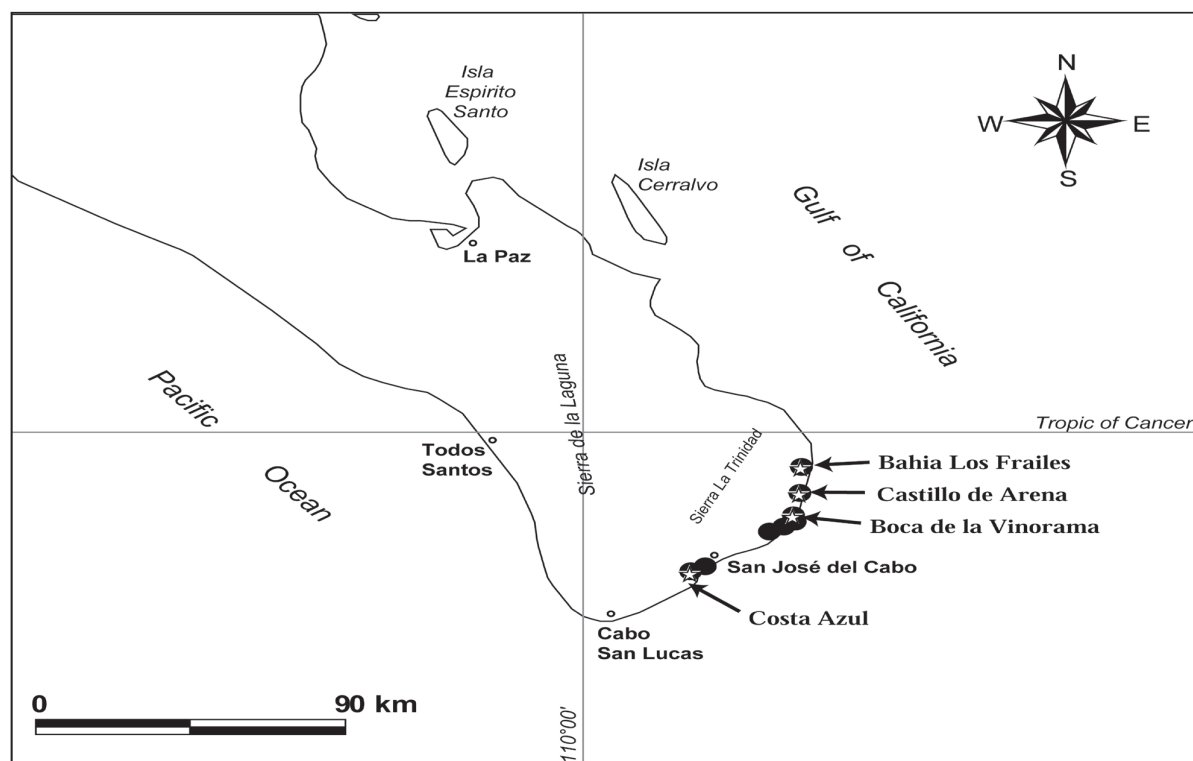 Isla
Espirito
Santo
N
W
E
S
Isla
Cerralvo
Gulf of California
La Paz
Sierra de la Laguna
Pacific
Ocean
Tropic of Cancer
Todos
Santos
Sierra La Trinidad
Bahia Los Frailes
Castillo de Arena
Boca de la Vinorama
San José del Cabo
Costa Azul
Cabo
San Lucas
0
90 km
110°00'